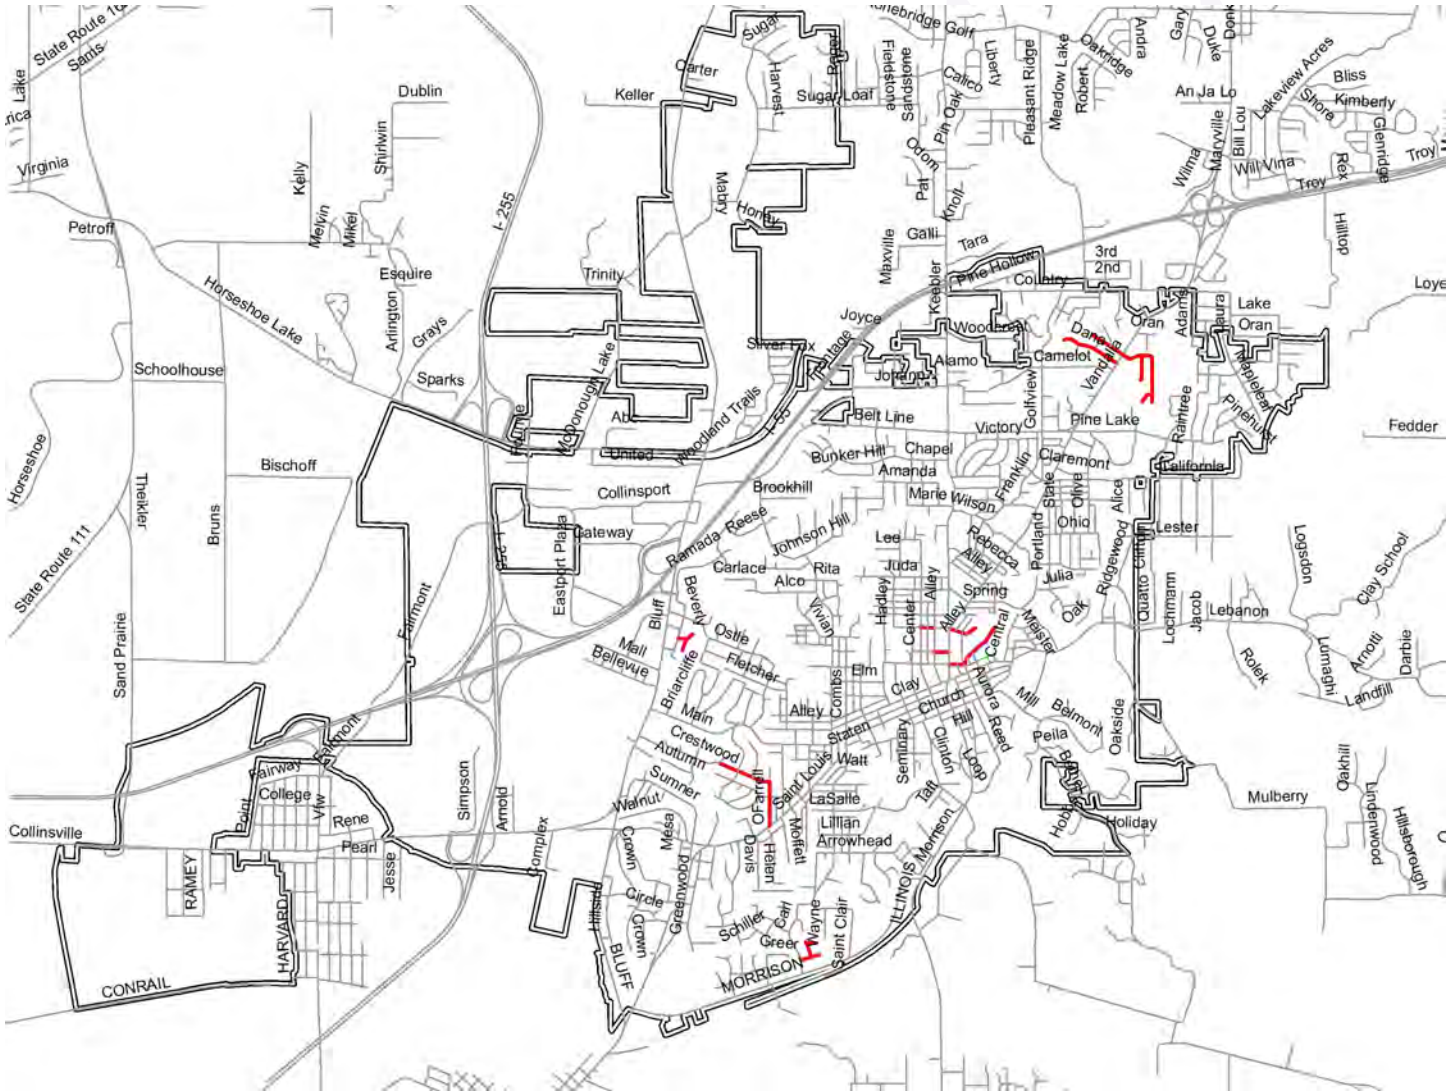 State Route 16
Sants
Lake
Virginia
Petroff
Dublin
Shirlwin
Kelly
Melvin
Mikel
Esquire
Arlington
Grays
Sparks
Horseshoe Lake
Schoolhouse
Horseshoe
Bischoff
Theikler
Bruns
State Route 111
Sand Prairie
I- 255
Keller
Carter
Sugar
Harvest
Sugar Loaf
Mabry
Trinity
McDonough Lake
Abe
United
Collinsport
Gateway
Eastport Plaza
I- 255
Fairmont
Woodland Trails
I- 55
Frontage
Joyce
Fieldstone
Sandstone
Calico
Liberty
Pin Oak
Odom
Pat
Knoll
Galli
Maxville
Tara
Keebler
Pine Hollow
Country
3rd
2nd
Pleasant Ridge
Meadow Lake
Robert
Oakridge
Andra
Gary
Duke
Lakeview Acres
Bliss
Shore
Kimberly
Glenridge
An Ja Lo
Bill Lou
Maryville
Wilma
Will Vina
Rex
Troy
Troy
Hilltop
Lake
Oran
Oran
Adams
Laura
Mapleleaf
Pinehurst
Raintree
Woodcrest
Alamo
Camelot
Dana
Vandalia
Golfview
Pine Lake
Belt Line
Victory
Chapel
Bunker Hill
Amanda
Marie Wilson
Franklin
Claremont
State
Olive
Alice
California
Fedder
Lester
Ohio
Portland
Julia
Ridgewood
Quatto Clifton
Rebecca
Alley
Spring
Oak
Brookhill
Reese
Ramada
Johnson Hill
Lee
Juda
Carlace
Alco
Rita
Vivian
Hadley
Center
Alley
Alley
Central
Meister
Lochmann
Jacob
Lebanon
Logsdon
Clay School
Lumaghi
Arnotti
Darbie
Landfill
Rolek
Beverly
Bluff
Ostle
Mall
Bellevue
Fletcher
Briarcliffe
Elm
Combs
Clay
Church
Alley
Staten
Aurora
Reed
Mill
Belmont
Peila
Oakside
Hill
Clinton
Loop
Seminary
Watt
Saint Louis
Main
Crestwood
Autumn
Sumner
Walnut
OFarrell
LaSalle
Lillian
Arrowhead
Taft
Morrison
Moffett
Helen
Davis
Mesa
Crown
Circle
Crown
Greenwood
Hillside
BLUFF
Schiller
Carl
Greer
Wayne
Saint Clair
MORRISON
ILLINOIS
Holiday
Mulberry
Oakhill
Lindenwood
Hillsborough
Fairmont
Fairway
College
Point
Vfw
Rene
Pearl
Jesse
Simpson
Arnold
Complex
Collinsville
RAMEY
HARVARD
CONRAIL